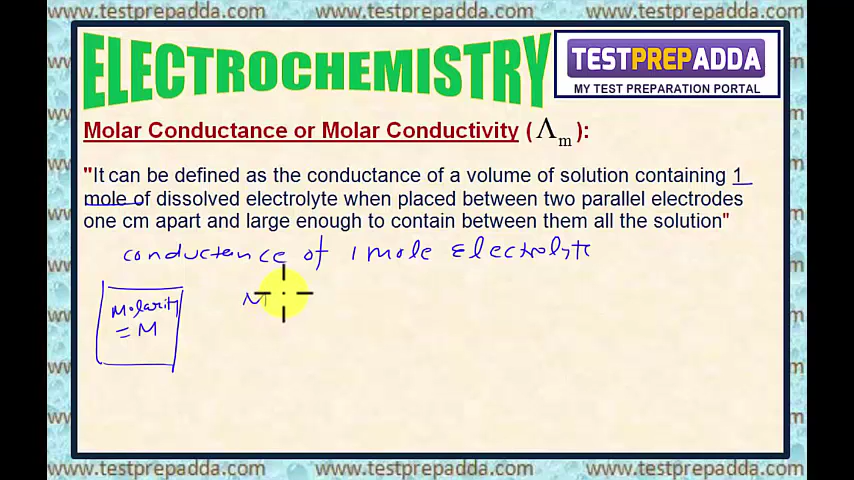 www.testprepadda.com www.testprepadda.com www.testprepadda.com
ELECTROCHEMISTRY
TESTPREPADDA
MY TEST PREPARATION PORTAL
Molar Conductance or Molar Conductivity (Λm):
"It can be defined as the conductance of a volume of solution containing 1
mole of dissolved electrolyte when placed between two parallel electrodes
one cm apart and large enough to contain between them all the solution"
conductance of 1 mole Electrolyte
Molarity
= M
M
www.testprepadda.com www.testprepadda.com www.testprepadda.com